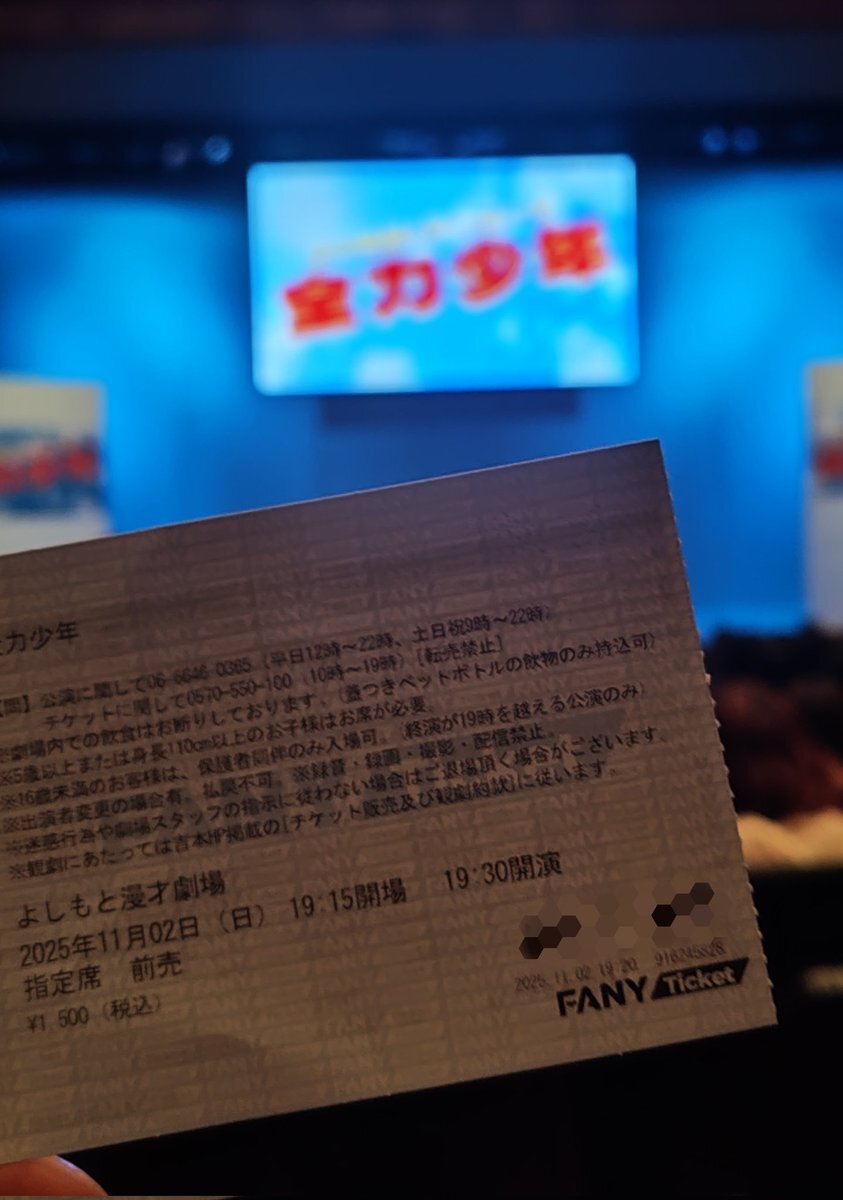 全力少年
全力少年
【問】公演に関して06-6646-0365（平日12時～22時、土日祝9時～22時）
チケットに関して0570-550-100（10時～19時）［転売禁止］
※劇場内での飲食はお断りしております。（蓋つきペットボトルの飲物のみ持込可）
※5歳以上または身長110cm以上のお子様はお席が必要。
※16歳未満のお客様は、保護者同伴のみ入場可。（終演が19時を越える公演のみ）
※出演者変更の場合有。払戻不可。※録音・録画・撮影・配信禁止。
※迷惑行為や劇場スタッフの指示に従わない場合はご退場頂く場合がございます。
※観劇にあたっては吉本HP掲載の[チケット販売及び観劇約款]に従います。
よしもと漫才劇場
2025年11月02日（日） 19:15開場 19:30開演
指定席 前売
¥1,500（税込）
2025.11.02 19:20 916245828
FANY Ticket